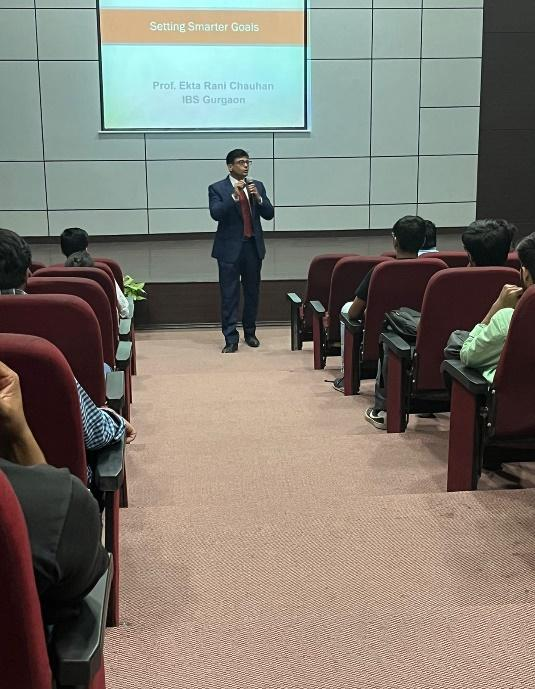 Setting Smarter Goals
Prof. Ekta Rani Chauhan
IBS Gurgaon